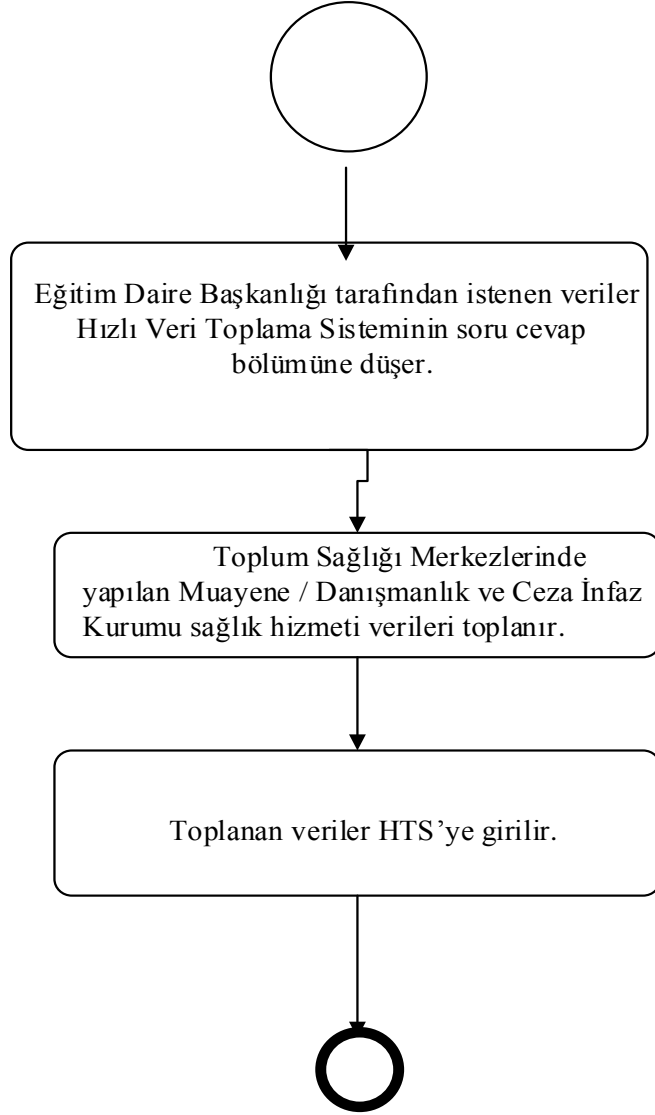 Eğitim Daire Başkanlığı tarafından istenen veriler
Hızlı Veri Toplama Sisteminin soru cevap
bölümüne düşer.
Toplum Sağlığı Merkezlerinde
yapılan Muayene / Danışmanlık ve Ceza İnfaz
Kurumu sağlık hizmeti verileri toplanır.
Toplanan veriler HTS’ye girilir.